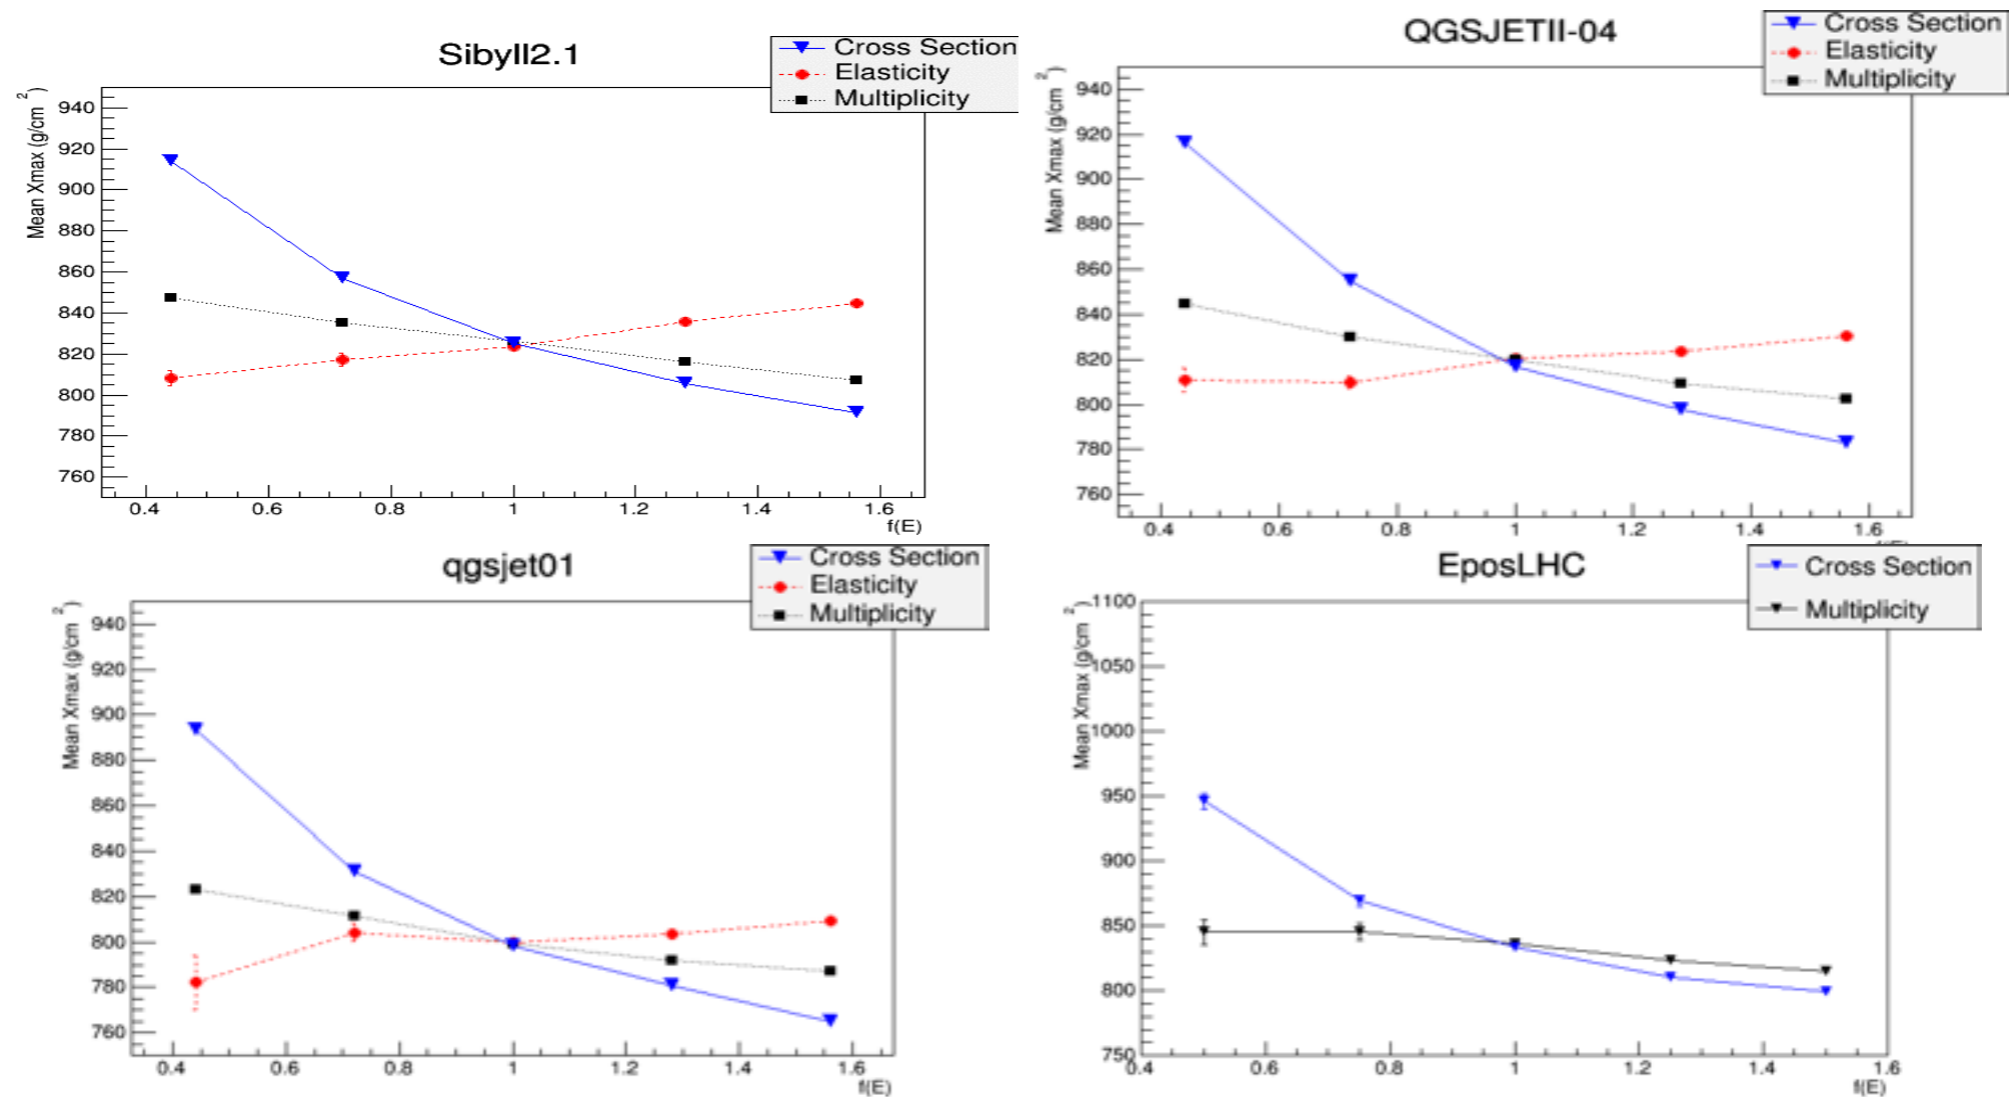 Sibyll2.1
Cross Section
Elasticity
Multiplicity
Mean Xmax (g/cm²)
940
920
900
880
860
840
820
800
780
760
0.4 0.6 0.8 1 1.2 1.4 1.6
f(E)
QGSJETII-04
Cross Section
Elasticity
Multiplicity
Mean Xmax (g/cm²)
940
920
900
880
860
840
820
800
780
760
0.4 0.6 0.8 1 1.2 1.4 1.6
f(E)
qgsjet01
Cross Section
Elasticity
Multiplicity
Mean Xmax (g/cm²)
940
920
900
880
860
840
820
800
780
760
0.4 0.6 0.8 1 1.2 1.4 1.6
f(E)
EposLHC
Cross Section
Multiplicity
Mean Xmax (g/cm²)
1100
1050
1000
950
900
850
800
750
0.4 0.6 0.8 1 1.2 1.4 1.6
f(E)